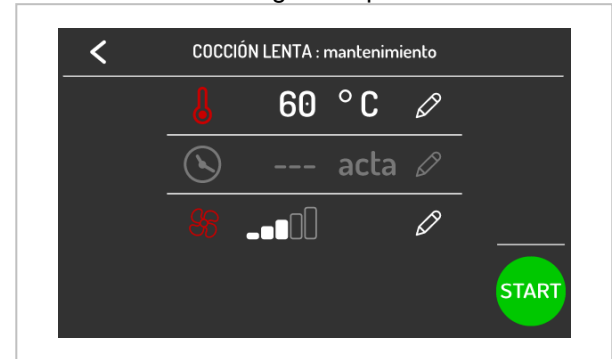 COCCIÓN LENTA : mantenimiento
60 °C
--- acta
START